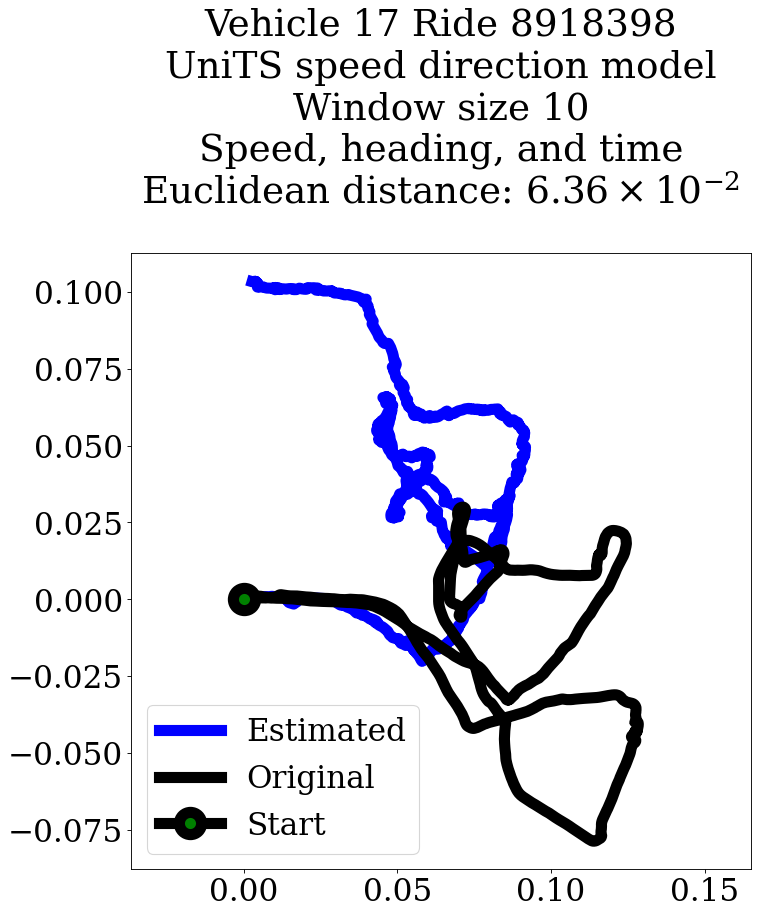 Vehicle 17 Ride 8918398
UniTS speed direction model
Window size 10
Speed, heading, and time
Euclidean distance: 6.36 × 10⁻²
0.100
0.075
0.050
0.025
0.000
−0.025
−0.050
−0.075
Estimated
Original
Start
0.00 0.05 0.10 0.15